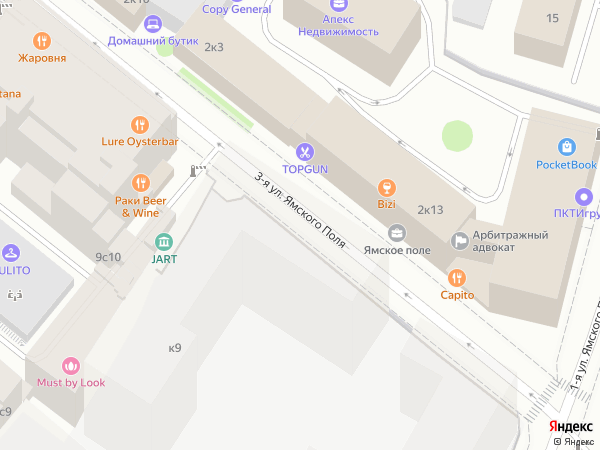 2к16
Copy General
Апекс
Недвижимость
15
Домашний бутик
2к3
Жаровня
tana
Lure Oysterbar
TOPGUN
PocketBook
Раки Beer
& Wine
3-я ул. Ямского Поля
Bizi
2к13
ПКТИгру
Арбитражный
адвокат
Ямское поле
9с10
JART
ULITO
Capito
к9
1-я ул. Ямского П
Must by Look
с9
Яндекс
© Яндекс